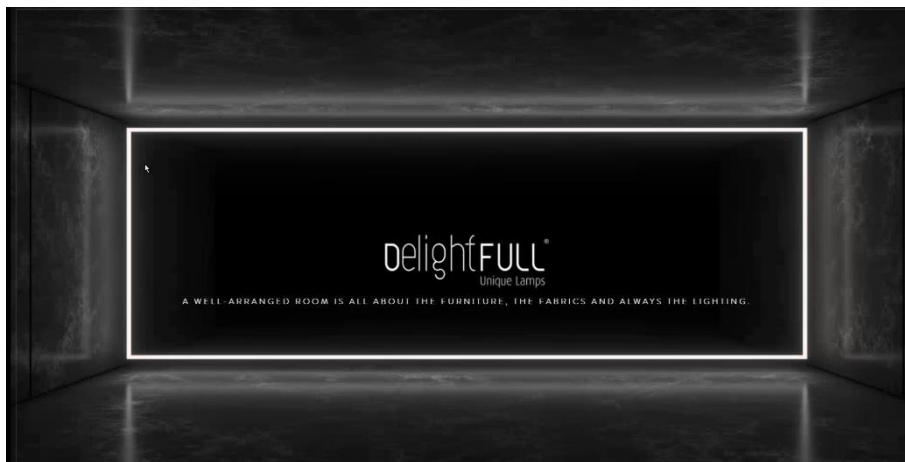 DelightFULL®
Unique Lamps
A WELL-ARRANGED ROOM IS ALL ABOUT THE FURNITURE, THE FABRICS AND ALWAYS THE LIGHTING.